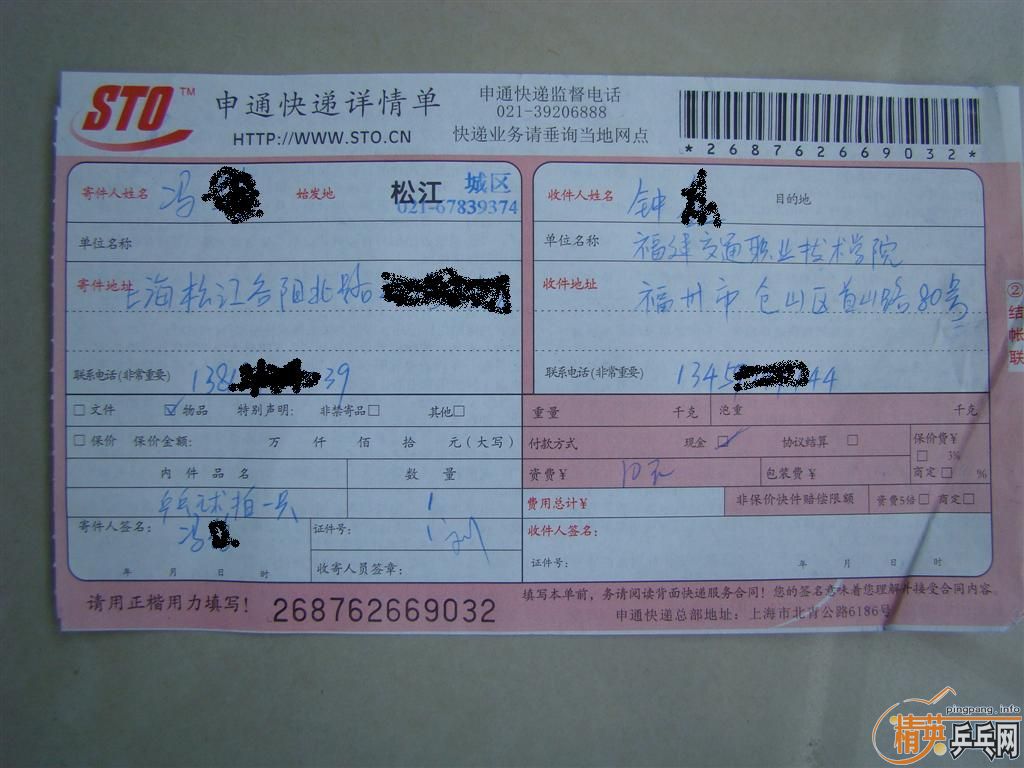 STO™ 申通快递详情单
HTTP://WWW.STO.CN
申通快递监督电话
021-39206888
快递业务请垂询当地网点
*268762669032*
寄件人姓名 冯 始发地 松江 城区
021-67839374
单位名称
寄件地址 上海松江洛阳北路
联系电话(非常重要) 138 39
收件人姓名 钟 目的地
单位名称 福建交通职业技术学院
收件地址 福州市仓山区首山路80号
联系电话(非常重要) 1345 44
②结帐联
□文件 ☑物品 特别声明: 非禁寄品□ 其他□
□保价 保价金额: 万 仟 佰 拾 元(大写)
内件品名 数量
乒乓球拍一只 1
寄件人签名: 冯
年 月 日 时
证件号:
收寄人员签章:
重量 千克 泡重 千克
付款方式 现金☑ 协议结算 □ 保价费¥
□ 3%
资费¥ 10元 包装费¥ 商定□ %
费用总计¥ 非保价快件赔偿限额 资费5倍□ 商定□
收件人签名:
证件号: 年 月 日 时
请用正楷用力填写! 268762669032
填写本单前，务请阅读背面快递服务合同! 您的签名意味着您理解并接受合同内容.
申通快递总部地址: 上海市北青公路6186号
pingpang.info
精英乒乓网